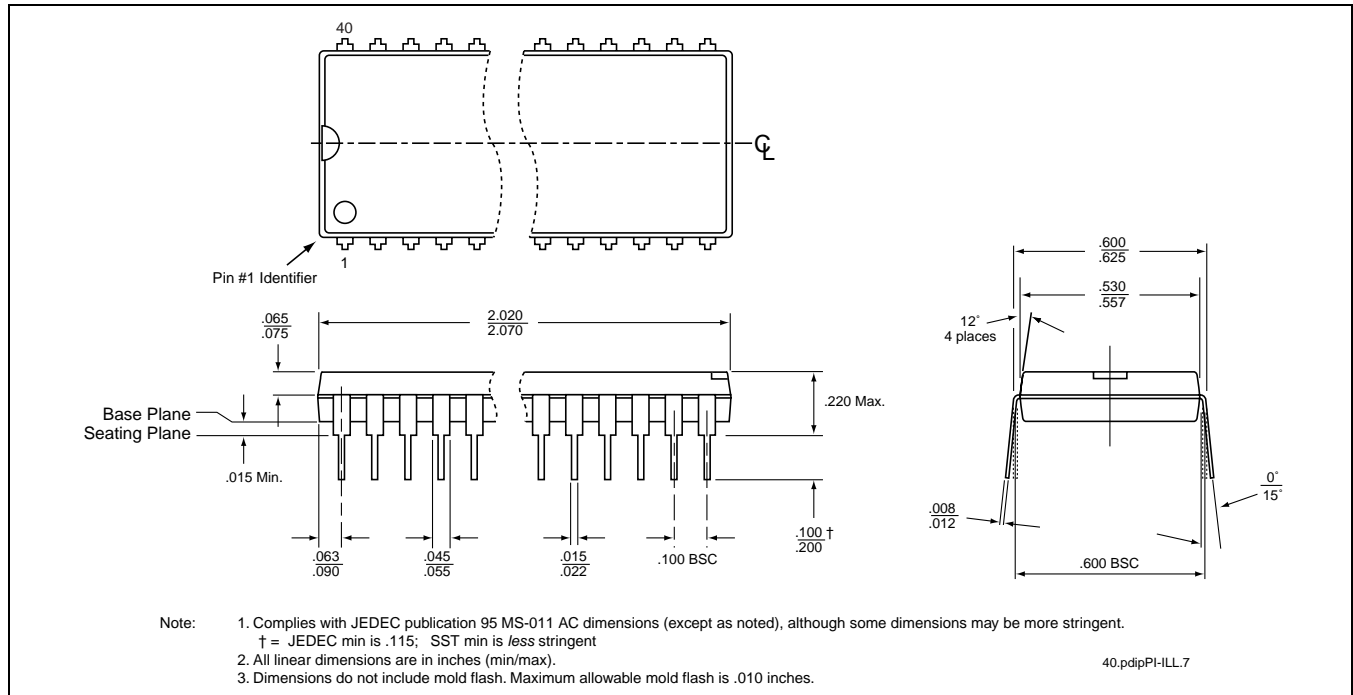 40
℄
1
Pin #1 Identifier
.600
.625
.530
.557
12˚
4 places
.065
.075
2.020
2.070
.220 Max.
Base Plane
Seating Plane
.015 Min.
.063
.090
.045
.055
.015
.022
.100 BSC
.100 †
.200
.008
.012
0˚
15˚
.600 BSC
Note: 1. Complies with JEDEC publication 95 MS-011 AC dimensions (except as noted), although some dimensions may be more stringent.
† = JEDEC min is .115; SST min is less stringent
2. All linear dimensions are in inches (min/max).
3. Dimensions do not include mold flash. Maximum allowable mold flash is .010 inches.
40.pdipPI-ILL.7